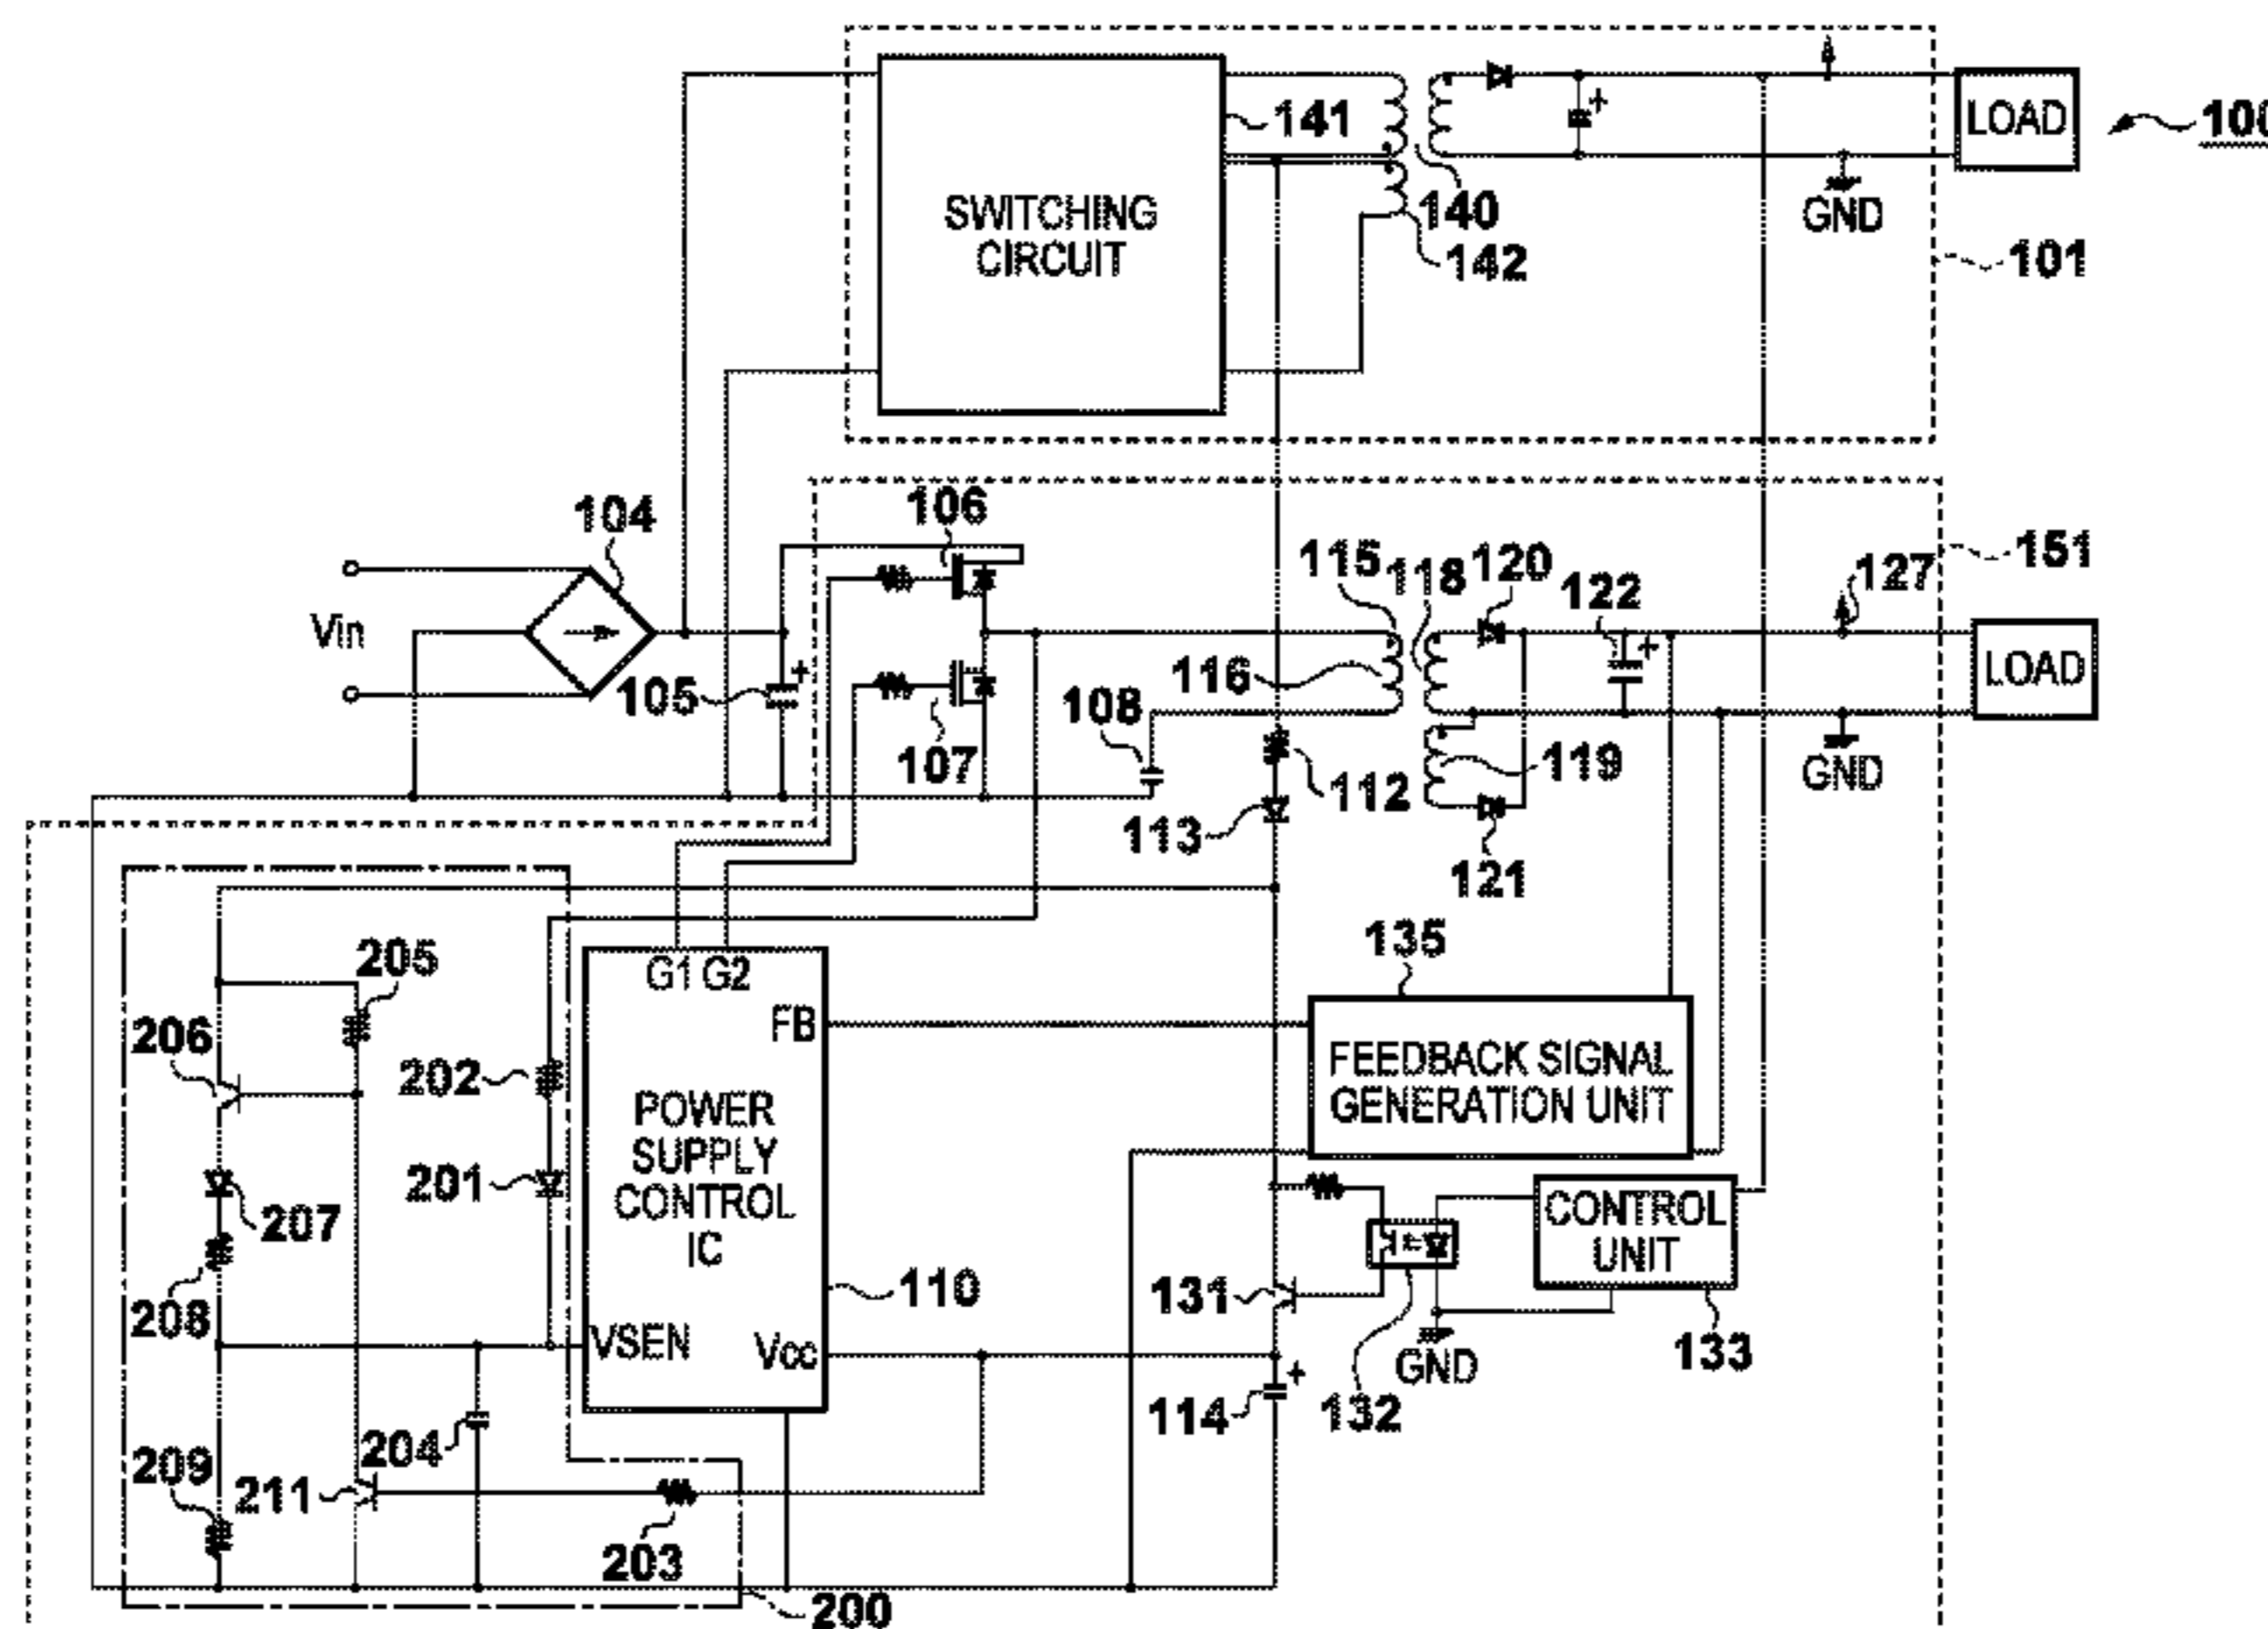 141
LOAD
100
SWITCHING
CIRCUIT
140
142
GND
101
104
106
115
118
120
122
127
151
Vin
105
116
108
LOAD
107
119
112
GND
113
121
205
G1 G2
135
FB
206
202
FEEDBACK SIGNAL
GENERATION UNIT
POWER
SUPPLY
CONTROL
IC
201
207
CONTROL
UNIT
110
131
208
VSEN
Vcc
GND
133
114
132
204
209
211
203
200
+
+
+
+